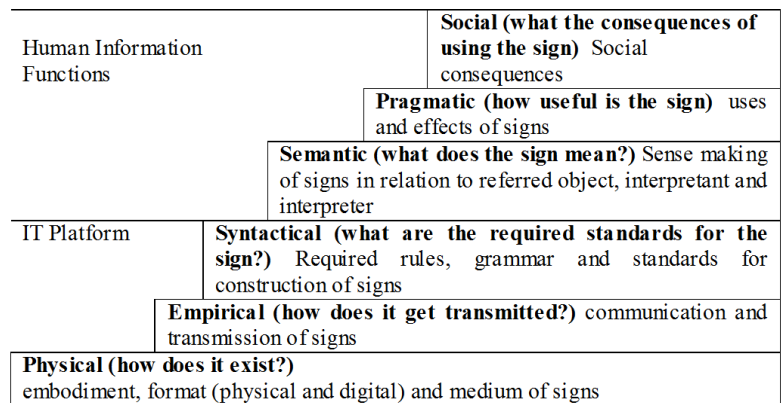 Human Information
Functions
Social (what the consequences of
using the sign) Social
consequences
Pragmatic (how useful is the sign) uses
and effects of signs
Semantic (what does the sign mean?) Sense making
of signs in relation to referred object, interpretant and
interpreter
IT Platform
Syntactical (what are the required standards for the
sign?) Required rules, grammar and standards for
construction of signs
Empirical (how does it get transmitted?) communication and
transmission of signs
Physical (how does it exist?)
embodiment, format (physical and digital) and medium of signs